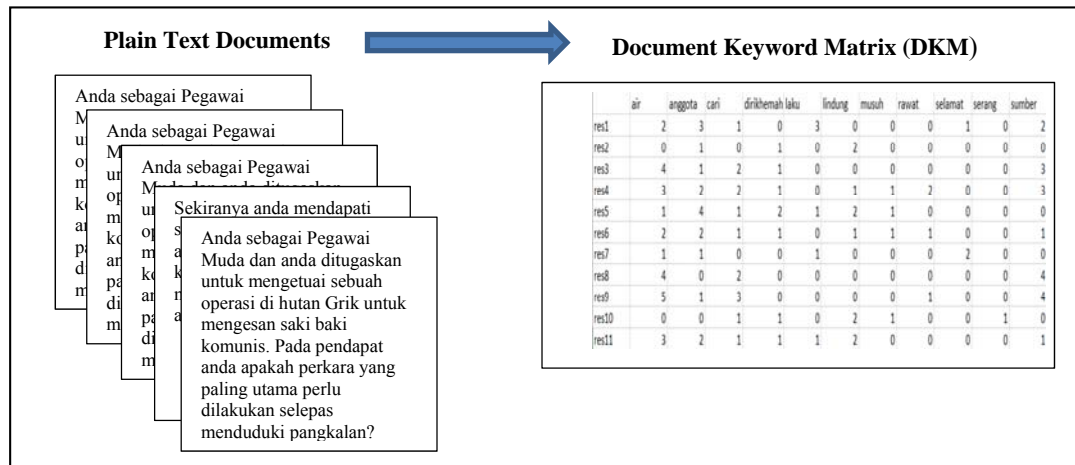 Plain Text Documents
Anda sebagai Pegawai
Anda sebagai Pegawai
Anda sebagai Pegawai
Muda dan anda ditugaskan
Sekiranya anda mendapati
Anda sebagai Pegawai
Muda dan anda ditugaskan
untuk mengetuai sebuah
operasi di hutan Grik untuk
mengesan saki baki
komunis. Pada pendapat
anda apakah perkara yang
paling utama perlu
dilakukan selepas
menduduki pangkalan?
Document Keyword Matrix (DKM)
air anggota cari dirikhemah laku lindung musuh rawat selamat serang sumber
res1 2 3 1 0 3 0 0 0 1 0 2
res2 0 1 0 1 0 2 0 0 0 0 0
res3 4 1 2 1 0 0 0 0 0 0 3
res4 3 2 2 1 0 1 1 2 0 0 3
res5 1 4 1 2 1 2 1 0 0 0 0
res6 2 2 1 1 0 1 1 1 0 0 1
res7 1 1 0 0 1 0 0 0 2 0 0
res8 4 0 2 0 0 0 0 0 0 0 4
res9 5 1 3 0 0 0 0 1 0 0 4
res10 0 0 1 1 0 2 1 0 0 1 0
res11 3 2 1 1 1 2 0 0 0 0 1